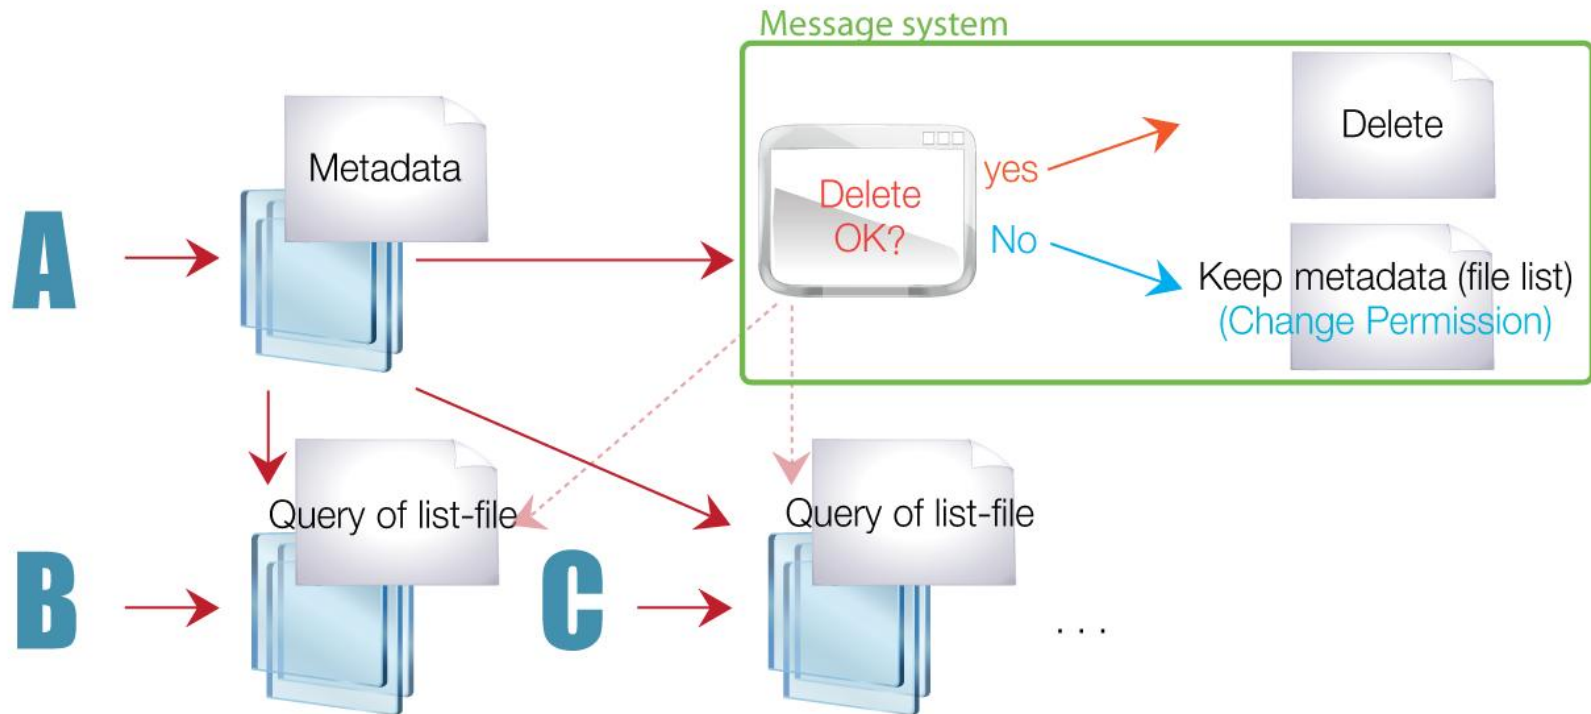 Message system
Metadata
A
Delete
OK?
yes
No
Delete
Keep metadata (file list)
(Change Permission)
Query of list-file
B
Query of list-file
C
. . .